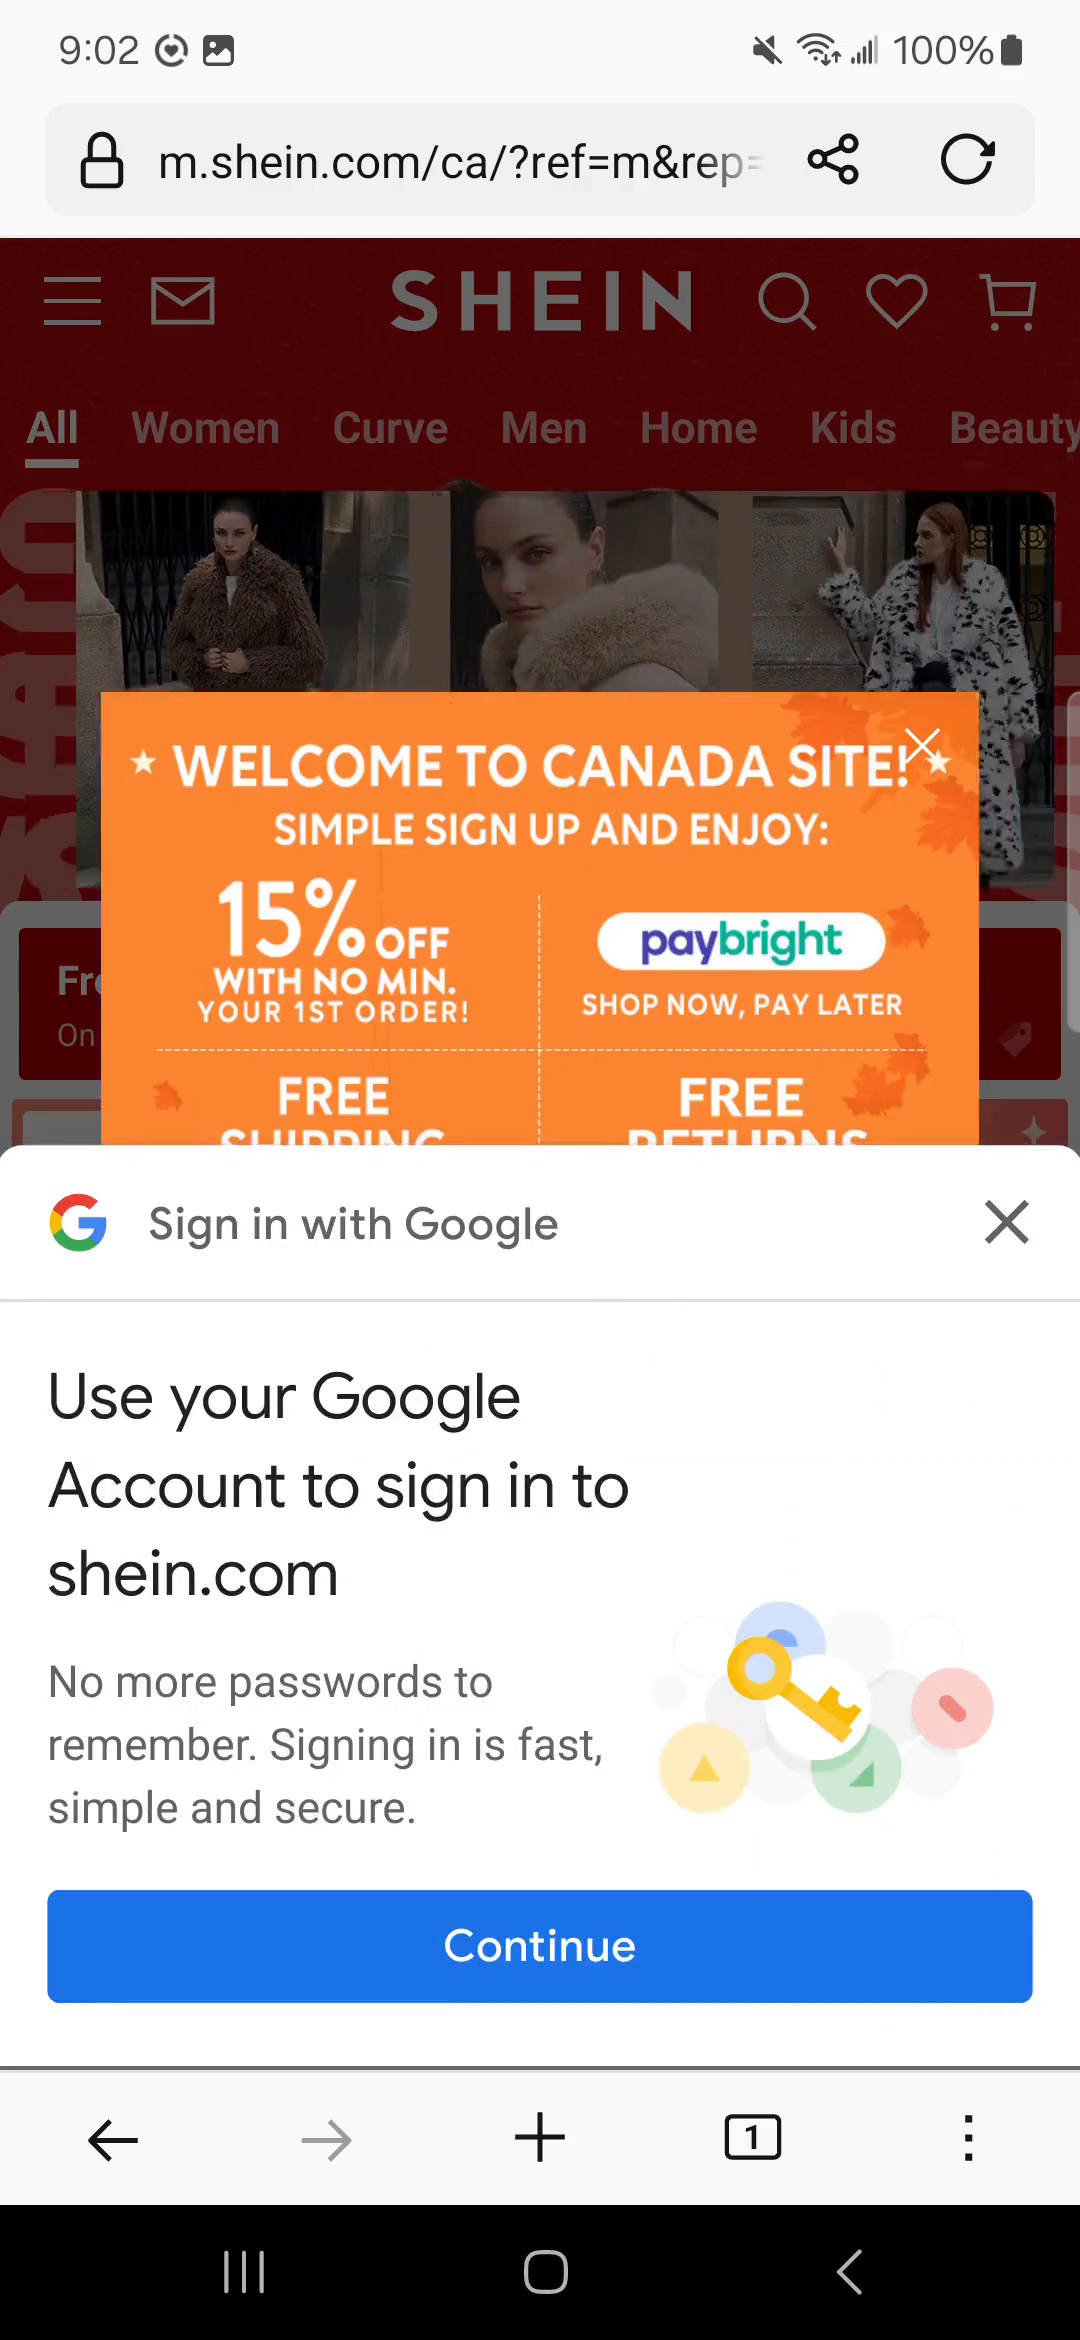 9:02
100%
m.shein.com/ca/?ref=m&rep=
SHEIN
All Women Curve Men Home Kids Beauty
WELCOME TO CANADA SITE!
SIMPLE SIGN UP AND ENJOY:
15% OFF
WITH NO MIN.
YOUR 1ST ORDER!
paybright
SHOP NOW, PAY LATER
On
FREE
SHIPPING
FREE
RETURNS
Sign in with Google
Use your Google
Account to sign in to
shein.com
No more passwords to
remember. Signing in is fast,
simple and secure.
Continue
1